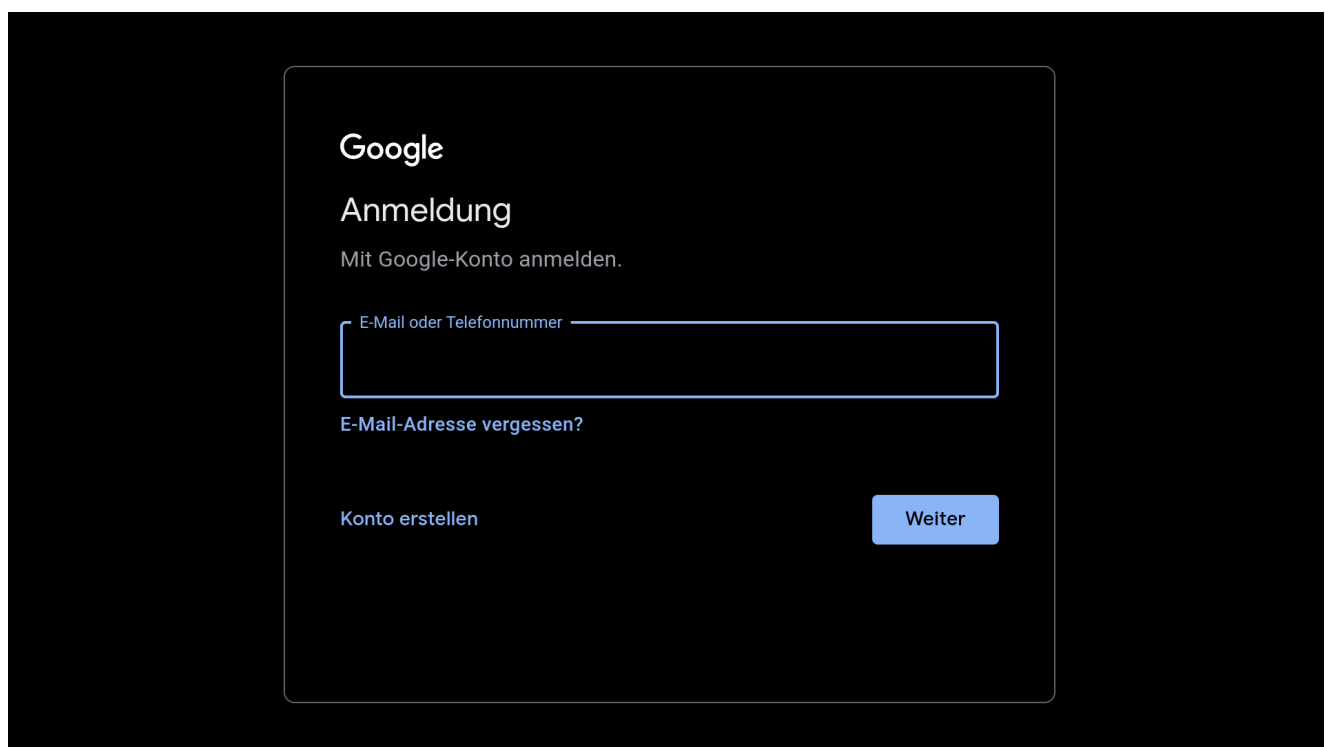 Google
Anmeldung
Mit Google-Konto anmelden.
E-Mail oder Telefonnummer
E-Mail-Adresse vergessen?
Konto erstellen
Weiter